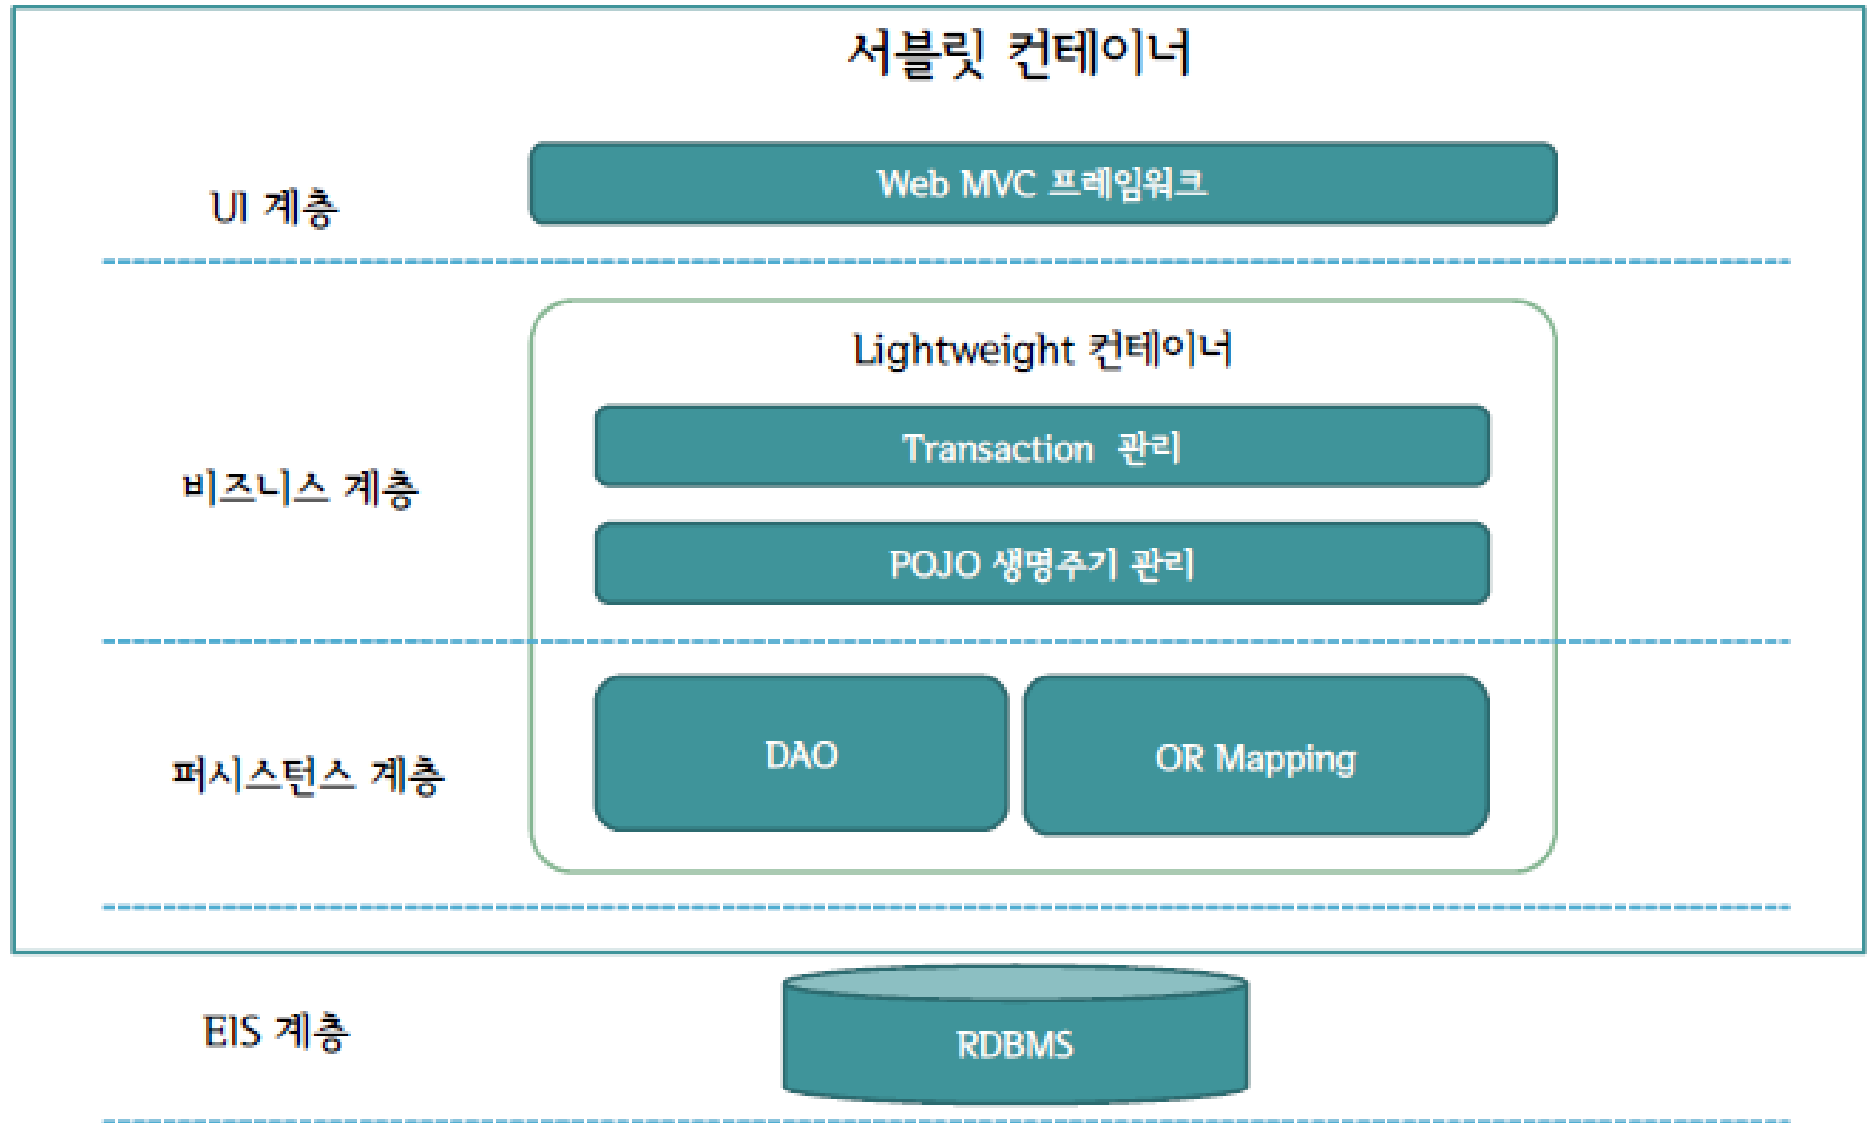 서블릿 컨테이너
UI 계층
Web MVC 프레임워크
Lightweight 컨테이너
비즈니스 계층
Transaction 관리
POJO 생명주기 관리
퍼시스턴스 계층
DAO
OR Mapping
EIS 계층
RDBMS